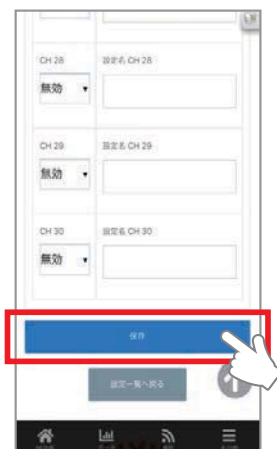 CH 28
設定名 CH 28
無効
CH 29
設定名 CH 29
無効
CH 30
設定名 CH 30
無効
保存
設定一覧へ戻る